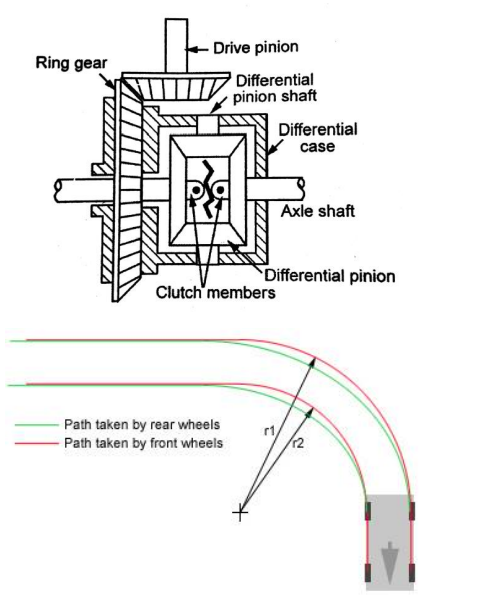 Drive pinion
Ring gear
Differential
pinion shaft
Differential
case
Axle shaft
Differential pinion
Clutch members
Path taken by rear wheels
Path taken by front wheels
r1
r2